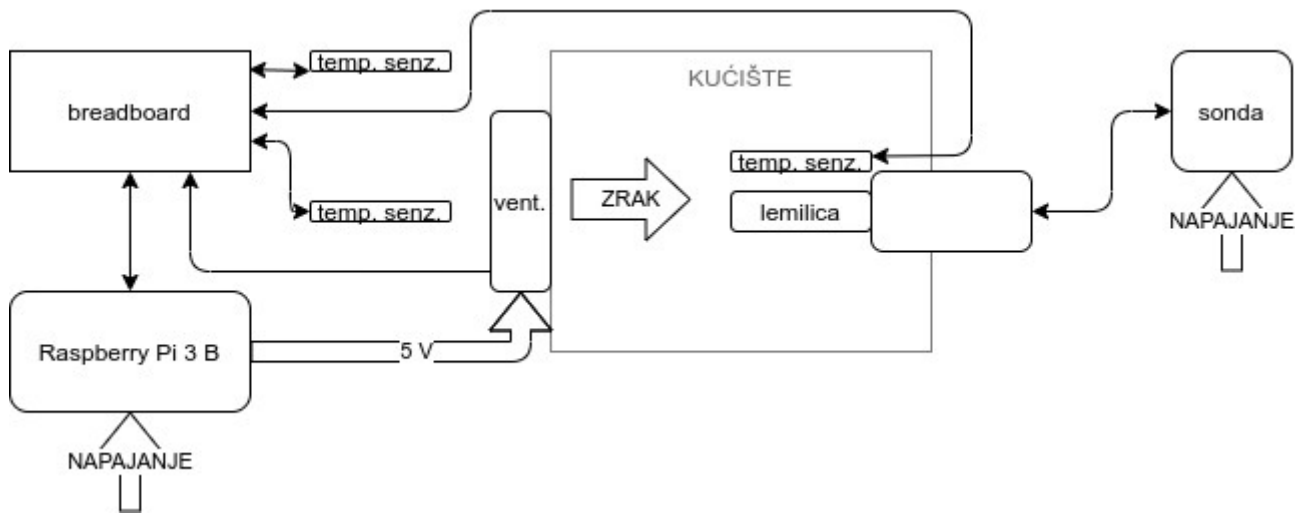 temp. senz.
KUĆIŠTE
breadboard
sonda
temp. senz.
vent.
ZRAK
lemilica
temp. senz.
NAPAJANJE
Raspberry Pi 3 B
5 V
NAPAJANJE